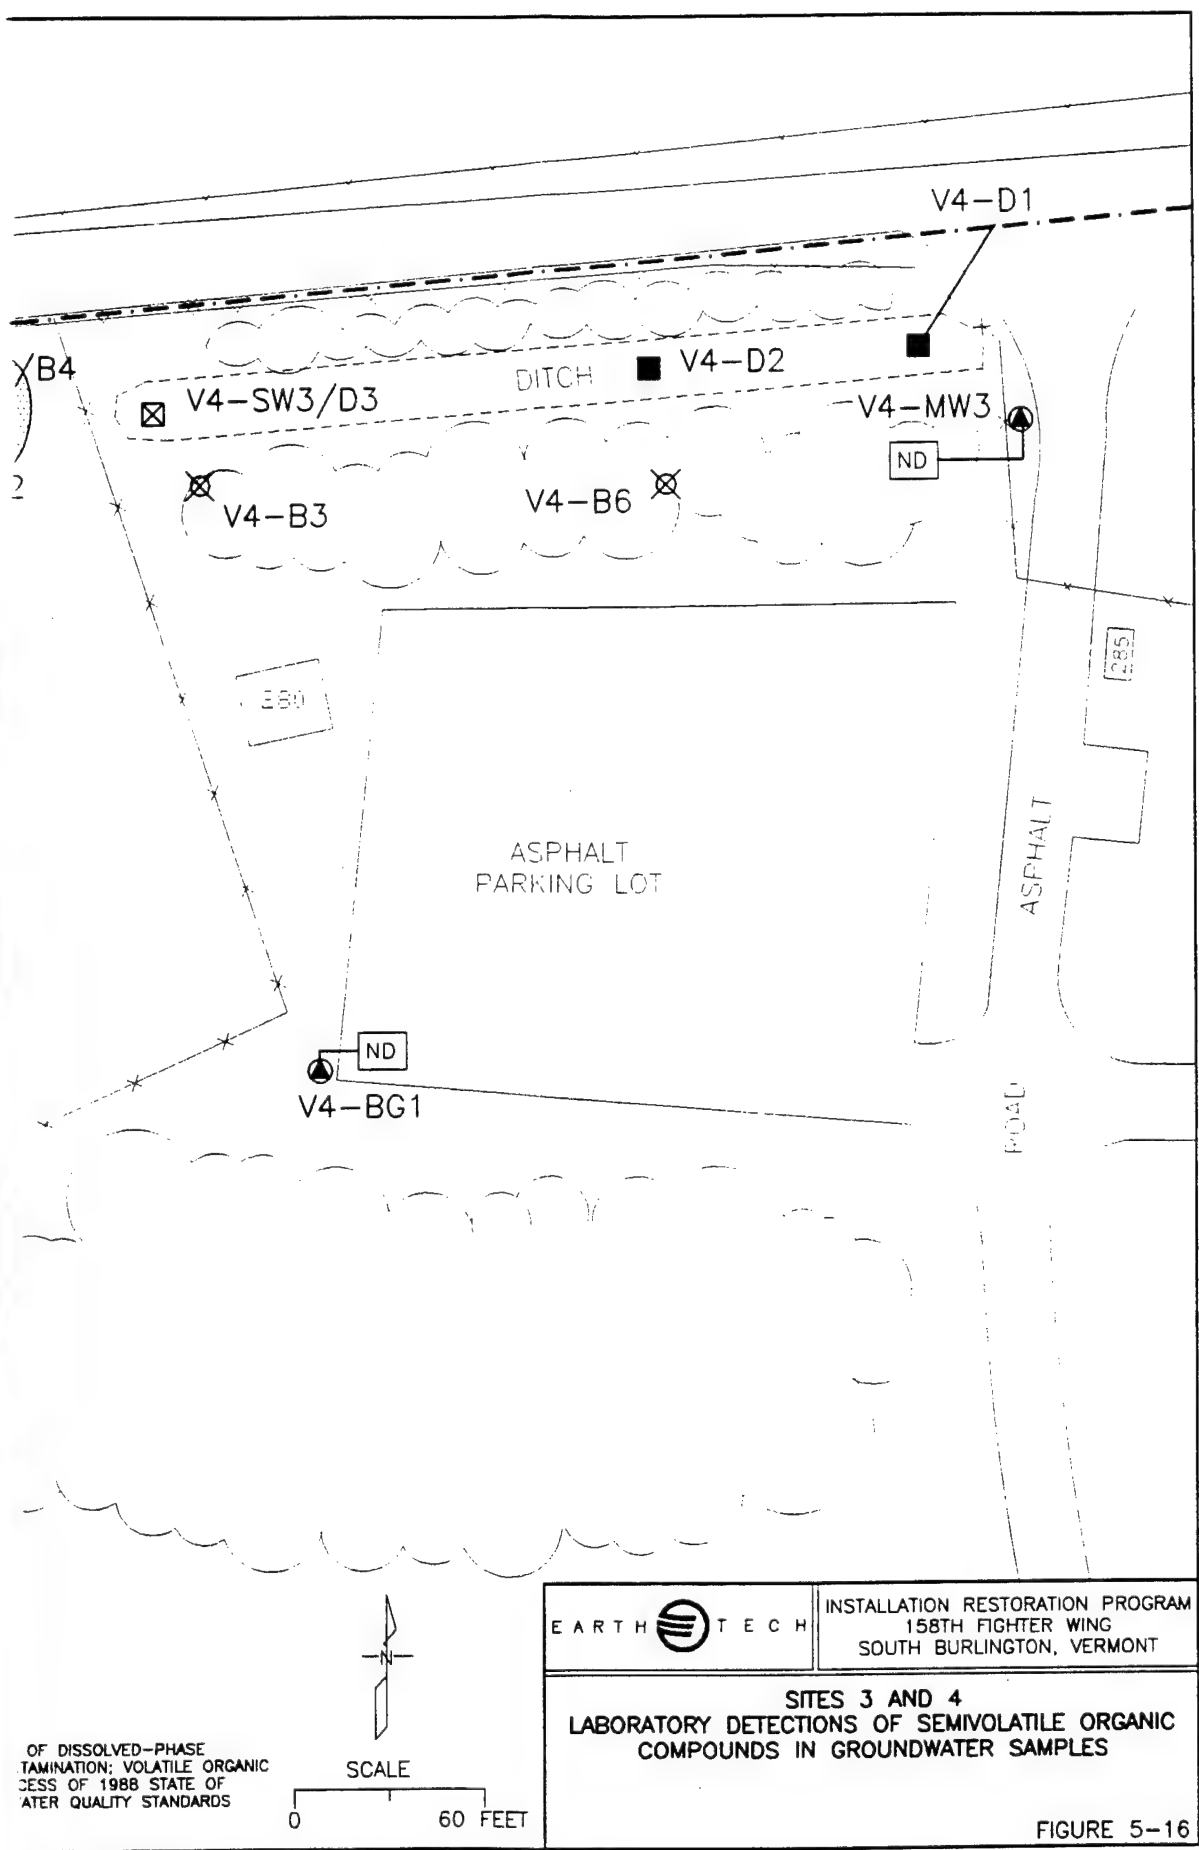 V4-D1
B4
V4-SW3/D3
DITCH
V4-D2
V4-MW3
ND
2
V4-B3
V4-B6
285
280
ASPHALT
PARKING LOT
ASPHALT
ROAD
ND
V4-BG1
EARTH TECH
INSTALLATION RESTORATION PROGRAM
158TH FIGHTER WING
SOUTH BURLINGTON, VERMONT
SITES 3 AND 4
LABORATORY DETECTIONS OF SEMIVOLATILE ORGANIC
COMPOUNDS IN GROUNDWATER SAMPLES
FIGURE 5-16
N
SCALE
0 60 FEET
OF DISSOLVED-PHASE
TAMINATION; VOLATILE ORGANIC
CESS OF 1988 STATE OF
ATER QUALITY STANDARDS